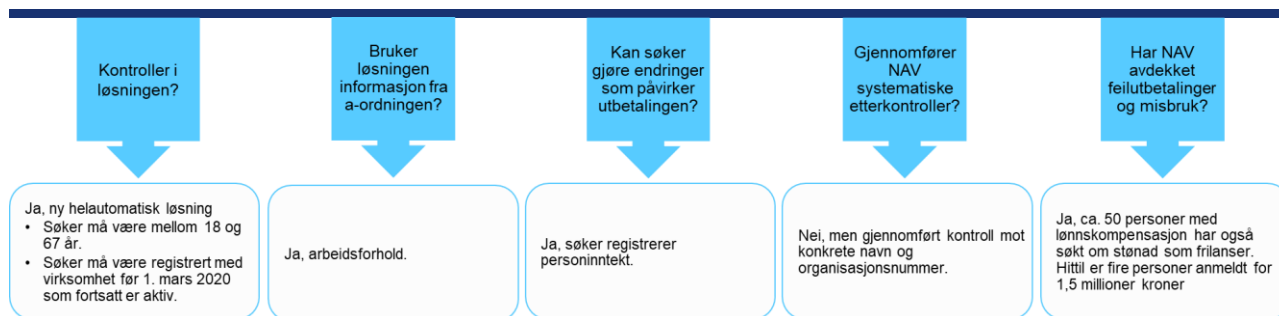 Kontroller i
løsningen?
Ja, ny helautomatisk løsning
• Søker må være mellom 18 og
67 år.
• Søker må være registrert med
virksomhet før 1. mars 2020
som fortsatt er aktiv.
Bruker
løsningen
informasjon fra
a-ordningen?
Ja, arbeidsforhold.
Kan søker
gjøre endringer
som påvirker
utbetalingen?
Ja, søker registrerer
personinntekt.
Gjennomfører
NAV
systematiske
etterkontroller?
Nei, men gjennomført kontroll mot
konkrete navn og
organisasjonsnummer.
Har NAV
avdekket
feilutbetalinger
og misbruk?
Ja, ca. 50 personer med
lønnskompensasjon har også
søkt om stønad som frilanser.
Hittil er fire personer anmeldt for
1,5 millioner kroner